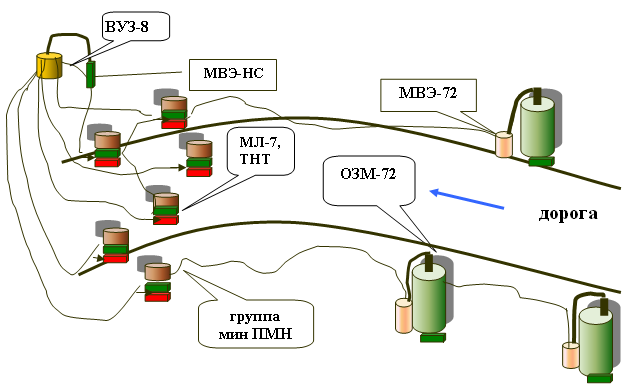 ВУЗ-8
МВЭ-НС
МВЭ-72
МЛ-7,
ТНТ
ОЗМ-72
дорога
группа
мин ПМН